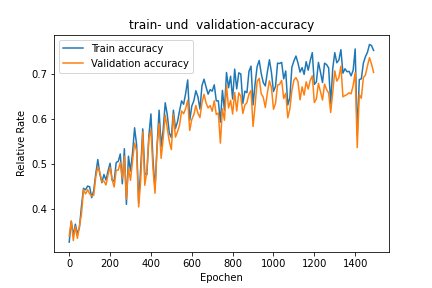 train- und  validation-accuracy
Train accuracy
Validation accuracy
Relative Rate
0.7
0.6
0.5
0.4
0 200 400 600 800 1000 1200 1400
Epochen